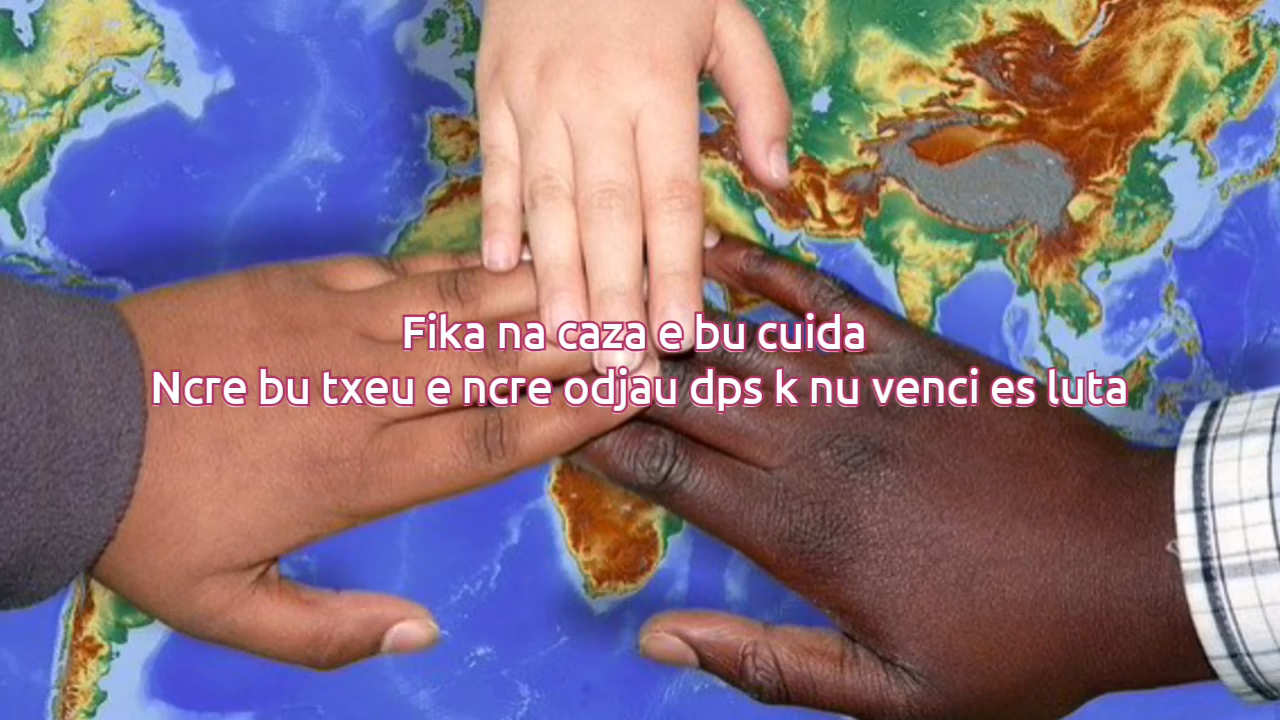 Fika na caza e bu cuida
Ncre bu txeu e ncre odjau dps k nu venci es luta